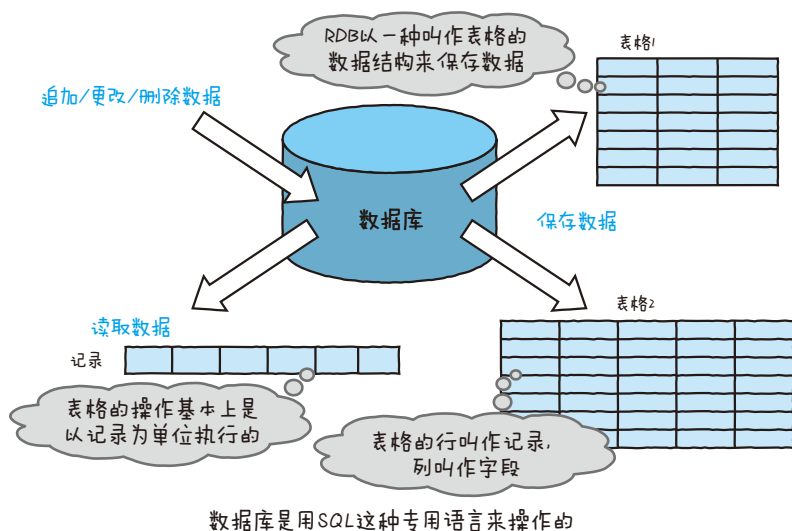 RDB以一种叫作表格的
数据结构来保存数据
表格1
追加/更改/删除数据
数据库
保存数据
读取数据
表格2
记录
表格的操作基本上是
以记录为单位执行的
表格的行叫作记录,
列叫作字段
数据库是用SQL这种专用语言来操作的